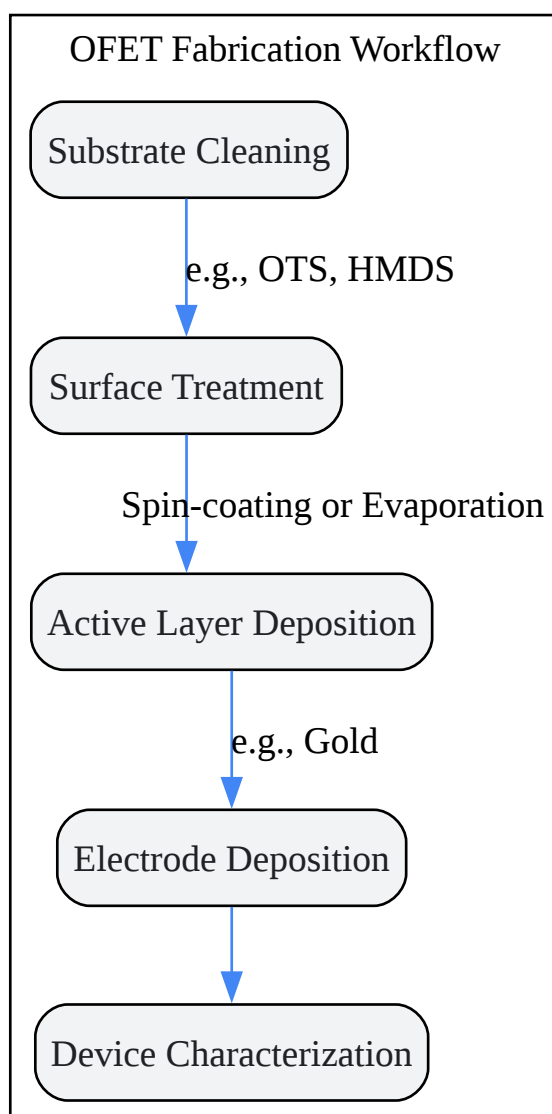 OFET Fabrication Workflow
Substrate Cleaning
e.g., OTS, HMDS
Surface Treatment
Spin-coating or Evaporation
Active Layer Deposition
e.g., Gold
Electrode Deposition
Device Characterization